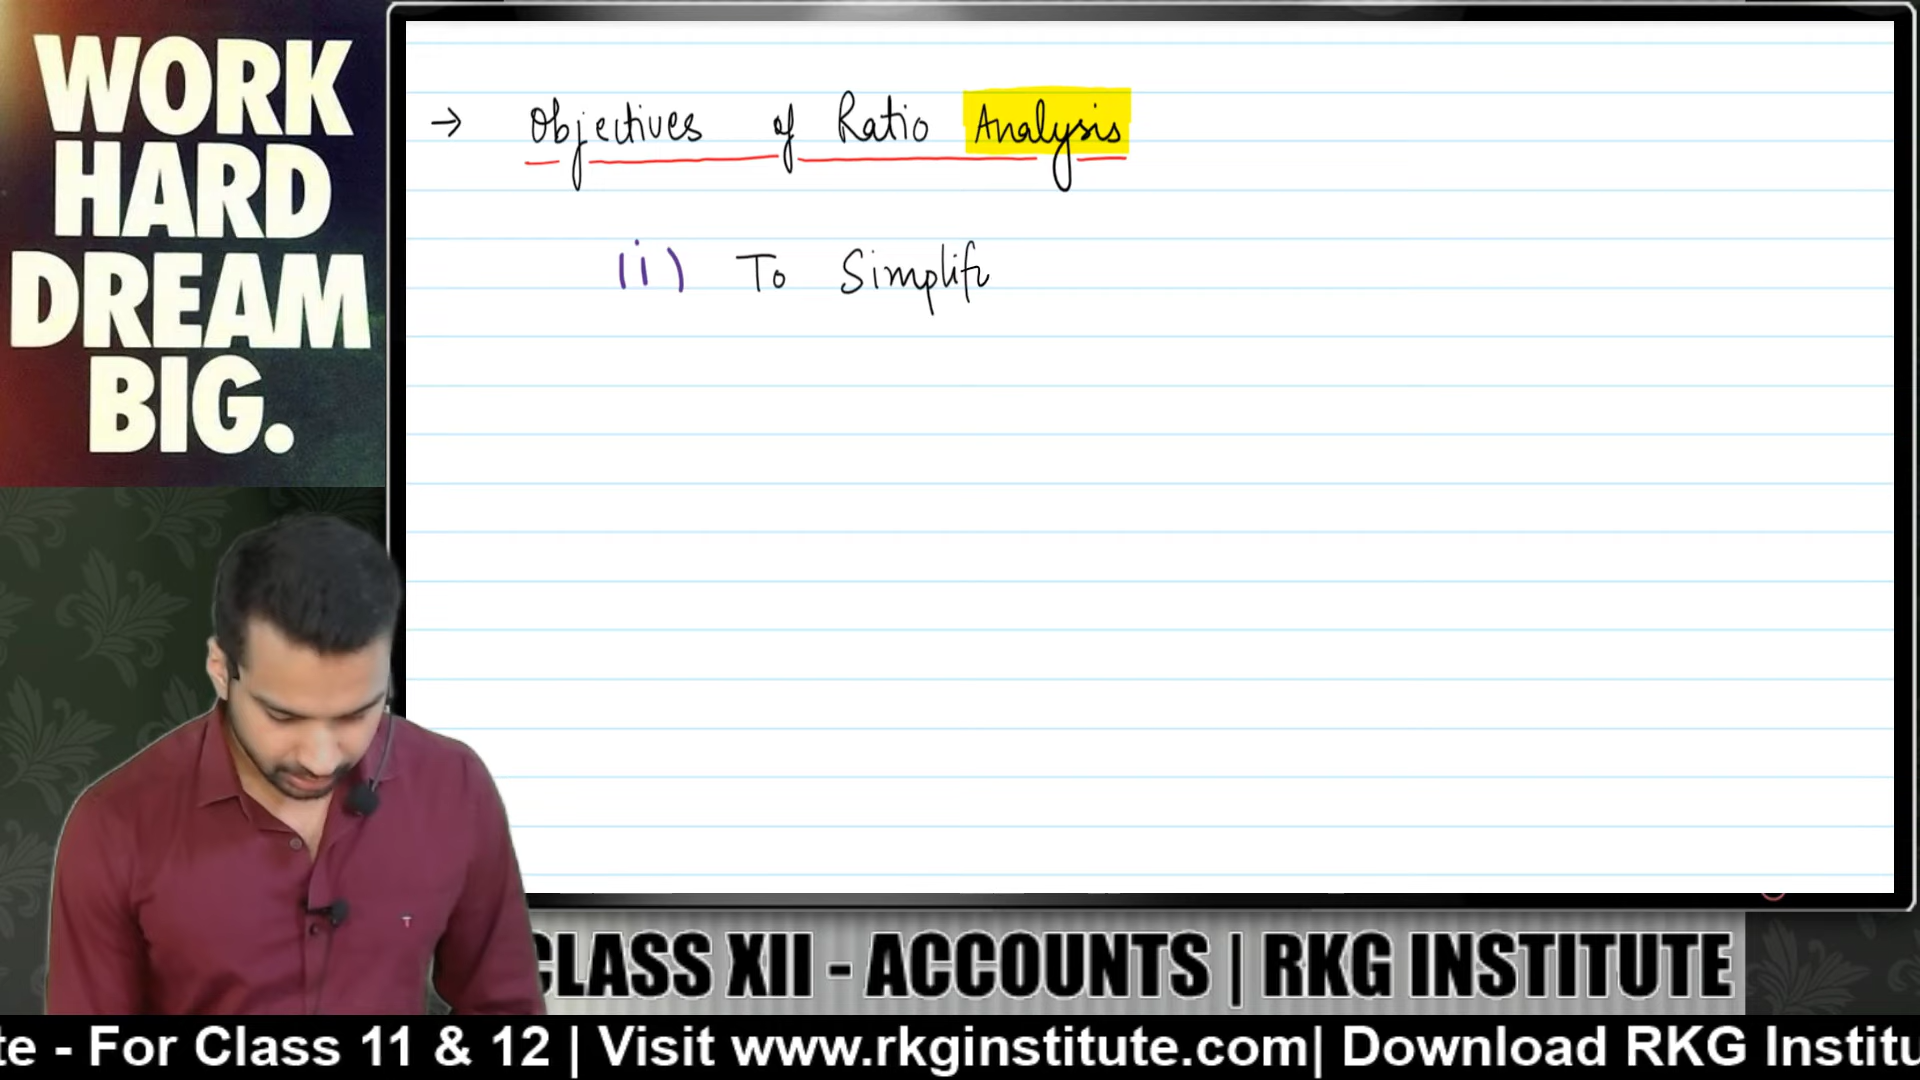 WORK
HARD
DREAM
BIG.
→ Objectives of Ratio Analysis
(i) To Simplify
CLASS XII - ACCOUNTS | RKG INSTITUTE
te - For Class 11 & 12 | Visit www.rkginstitute.com| Download RKG Institu